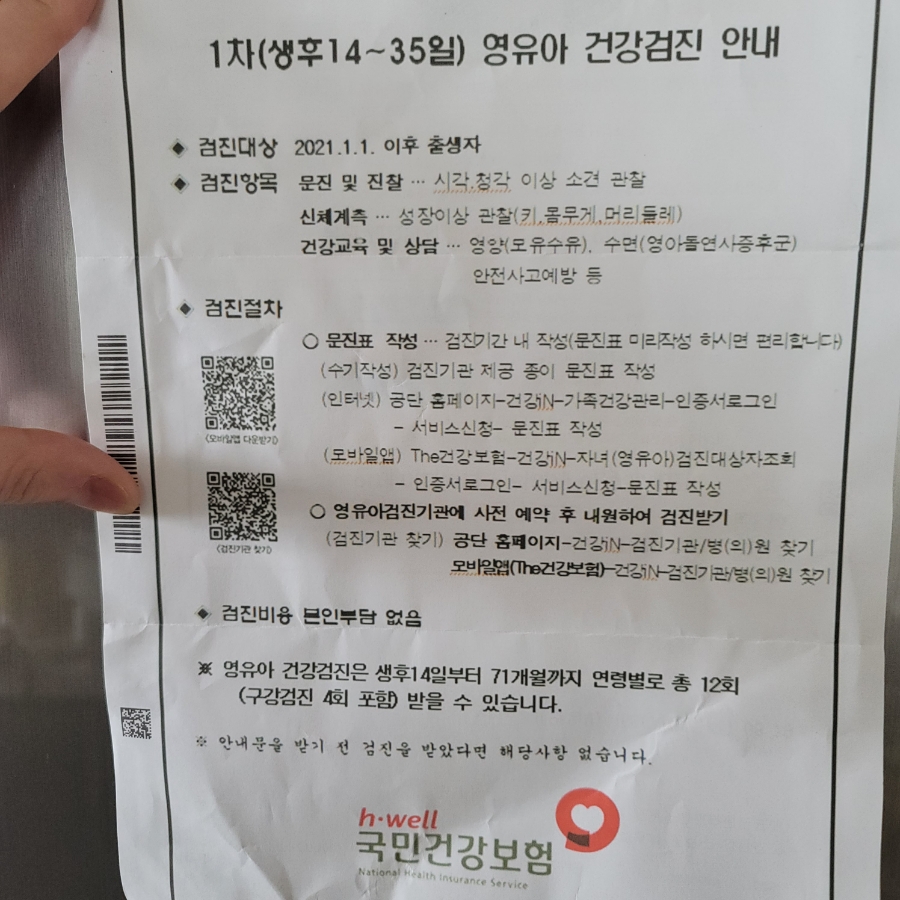 1차(생후14~35일) 영유아 건강검진 안내
◆ 검진대상 2021.1.1. 이후 출생자
◆ 검진항목 문진 및 진찰 … 시각,청각 이상 소견 관찰
신체계측 … 성장이상 관찰(키,몸무게,머리둘레)
건강교육 및 상담 … 영양(모유수유), 수면(영아돌연사증후군)
안전사고예방 등
◆ 검진절차
○ 문진표 작성 … 검진기간 내 작성(문진표 미리작성 하시면 편리합니다)
(수기작성) 검진기관 제공 종이 문진표 작성
(인터넷) 공단 홈페이지-건강iN-가족건강관리-인증서로그인
- 서비스신청- 문진표 작성
<모바일앱 다운받기>
(모바일앱) The건강보험-건강iN-자녀(영유아)검진대상자조회
- 인증서로그인- 서비스신청-문진표 작성
○ 영유아검진기관에 사전 예약 후 내원하여 검진받기
(검진기관 찾기) 공단 홈페이지-건강iN-검진기관/병(의)원 찾기
<검진기관 찾기>
모바일앱(The건강보험)-건강iN-검진기관/병(의)원 찾기
◆ 검진비용 본인부담 없음
※ 영유아 건강검진은 생후14일부터 71개월까지 연령별로 총 12회
(구강검진 4회 포함) 받을 수 있습니다.
※ 안내문을 받기 전 검진을 받았다면 해당사항 없습니다.
h·well
국민건강보험
National Health Insurance Service